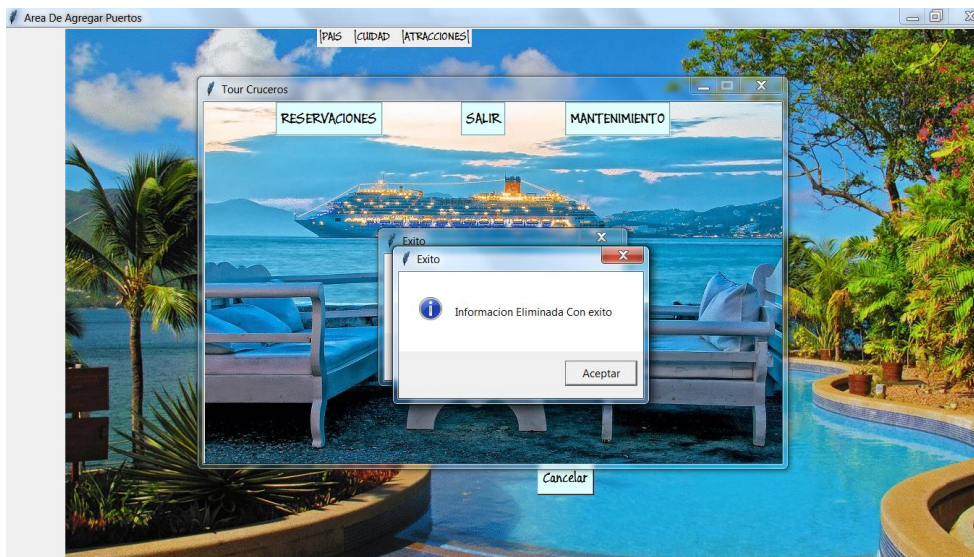 Area De Agregar Puertos
PAIS CUIDAD ATRACCIONES
Tour Cruceros
RESERVACIONES SALIR MANTENIMIENTO
Exito
Exito
Informacion Eliminada Con exito
Aceptar
Cancelar